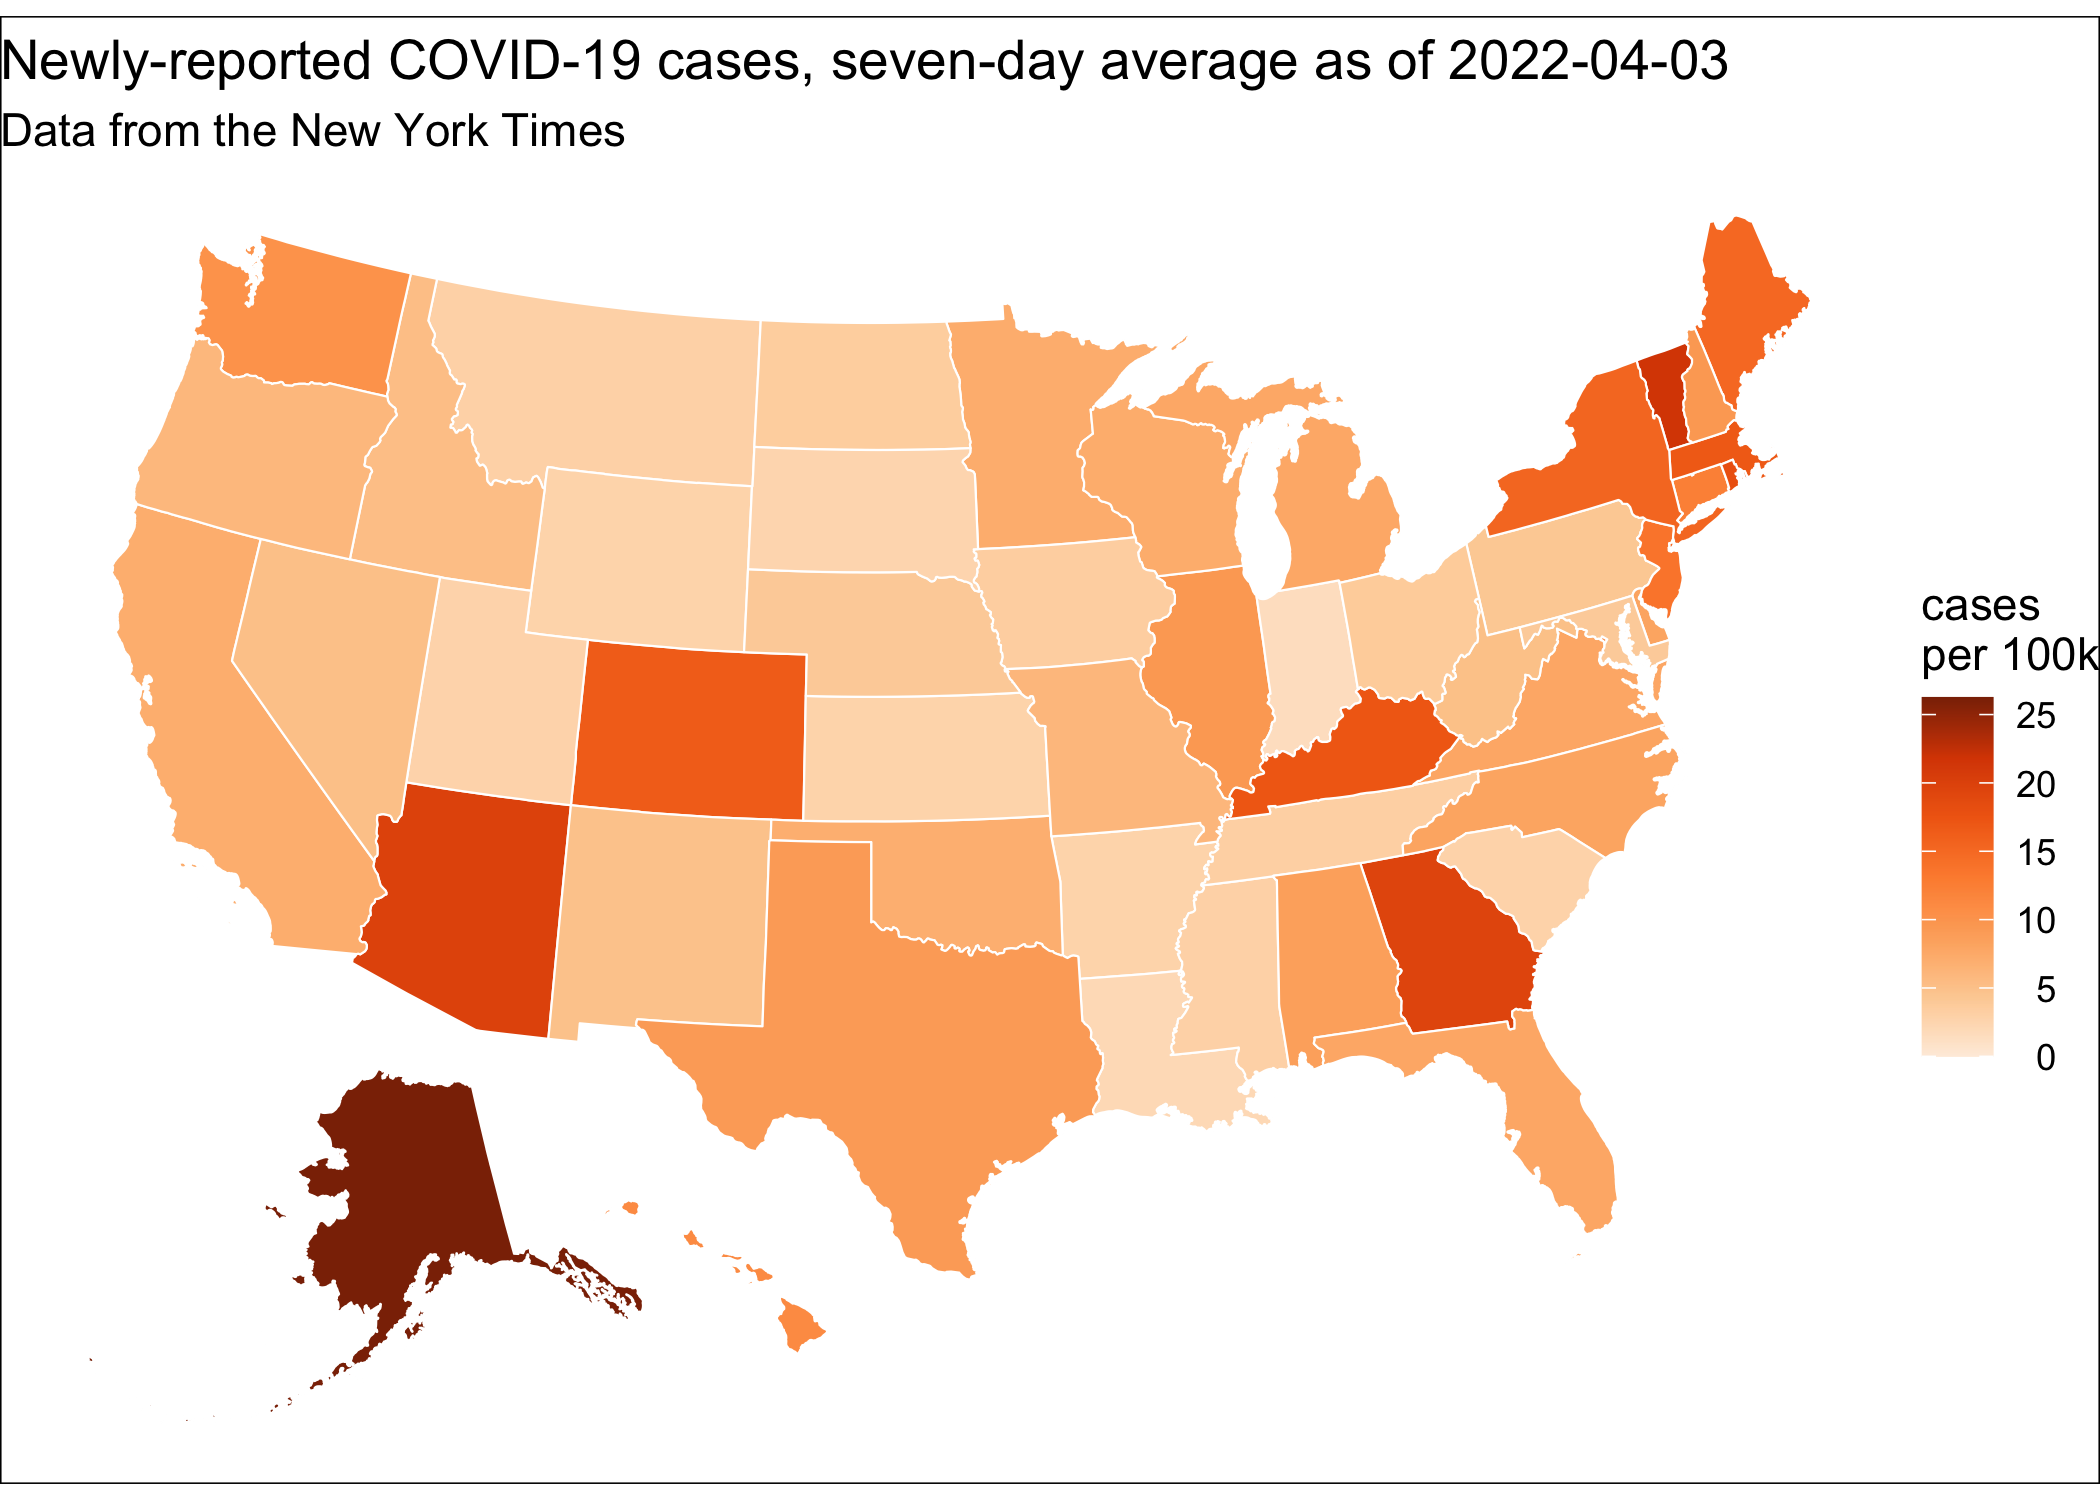 Newly-reported COVID-19 cases, seven-day average as of 2022-04-03
Data from the New York Times
cases
per 100k
25
20
15
10
5
0